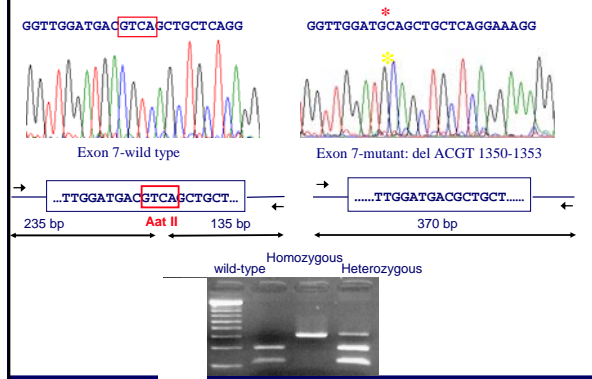 *
GGTTGGATGACGTCAGCTGCTCAGG
GGTTGGATGCAGCTGCTCAGGAAAGG
*
Exon 7-wild type
Exon 7-mutant: del ACGT 1350-1353
...TTGGATGACGTCAGCTGCT...
......TTGGATGACGCTGCT......
235 bp
Aat II
135 bp
370 bp
Homozygous
wild-type
Heterozygous